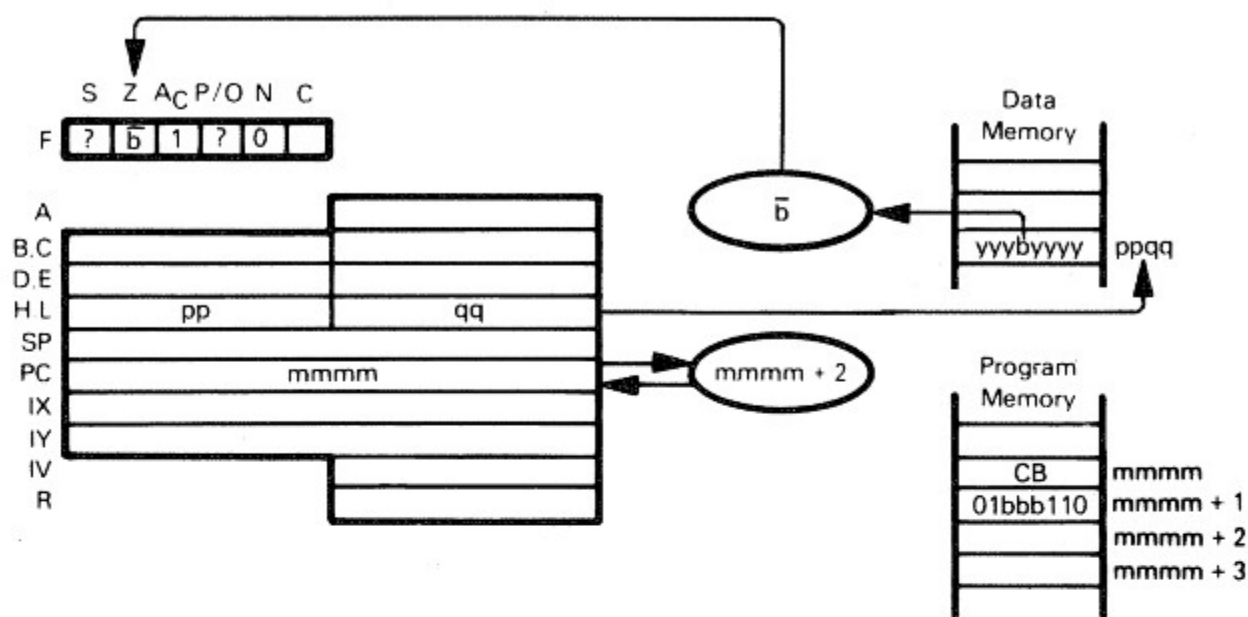 S Z AC P/O N C
F ? b̄ 1 ? 0
Data
Memory
A
b̄
B.C
yyybyyyy ppqq
D.E
H.L pp qq
SP
PC mmmm mmmm + 2
Program
Memory
IX
IY
IV
CB mmmm
R
01bbb110 mmmm + 1
mmmm + 2
mmmm + 3